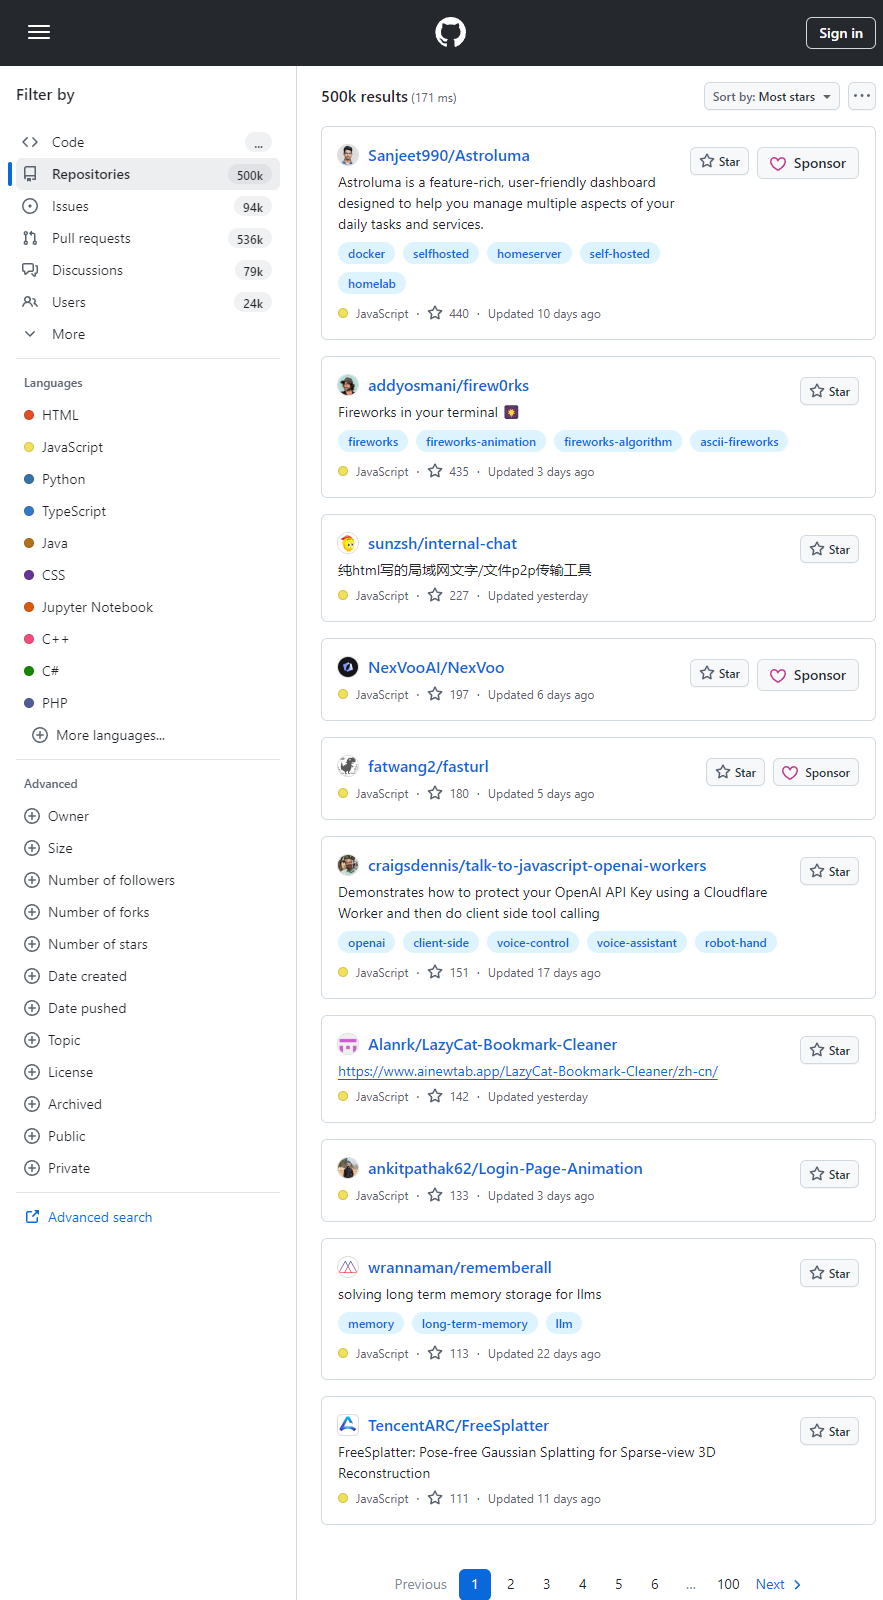 Sign in
Filter by
Code
...
Repositories
500k
Issues
94k
Pull requests
536k
Discussions
79k
Users
24k
More
Languages
HTML
JavaScript
Python
TypeScript
Java
CSS
Jupyter Notebook
C++
C#
PHP
More languages...
Advanced
Owner
Size
Number of followers
Number of forks
Number of stars
Date created
Date pushed
Topic
License
Archived
Public
Private
Advanced search
500k results (171 ms)
Sort by: Most stars
Sanjeet990/Astroluma
Star
Sponsor
Astroluma is a feature-rich, user-friendly dashboard
designed to help you manage multiple aspects of your
daily tasks and services.
docker selfhosted homeserver self-hosted
homelab
JavaScript · 440 · Updated 10 days ago
addyosmani/firew0rks
Star
Fireworks in your terminal
fireworks fireworks-animation fireworks-algorithm ascii-fireworks
JavaScript · 435 · Updated 3 days ago
sunzsh/internal-chat
Star
纯html写的局域网文字/文件p2p传输工具
JavaScript · 227 · Updated yesterday
NexVooAI/NexVoo
Star
Sponsor
JavaScript · 197 · Updated 6 days ago
fatwang2/fasturl
Star
Sponsor
JavaScript · 180 · Updated 5 days ago
craigsdennis/talk-to-javascript-openai-workers
Star
Demonstrates how to protect your OpenAI API Key using a Cloudflare
Worker and then do client side tool calling
openai client-side voice-control voice-assistant robot-hand
JavaScript · 151 · Updated 17 days ago
Alanrk/LazyCat-Bookmark-Cleaner
Star
https://www.ainewtab.app/LazyCat-Bookmark-Cleaner/zh-cn/
JavaScript · 142 · Updated yesterday
ankitpathak62/Login-Page-Animation
Star
JavaScript · 133 · Updated 3 days ago
wrannaman/rememberall
Star
solving long term memory storage for llms
memory long-term-memory llm
JavaScript · 113 · Updated 22 days ago
TencentARC/FreeSplatter
Star
FreeSplatter: Pose-free Gaussian Splatting for Sparse-view 3D
Reconstruction
JavaScript · 111 · Updated 11 days ago
Previous 1 2 3 4 5 6 ... 100 Next